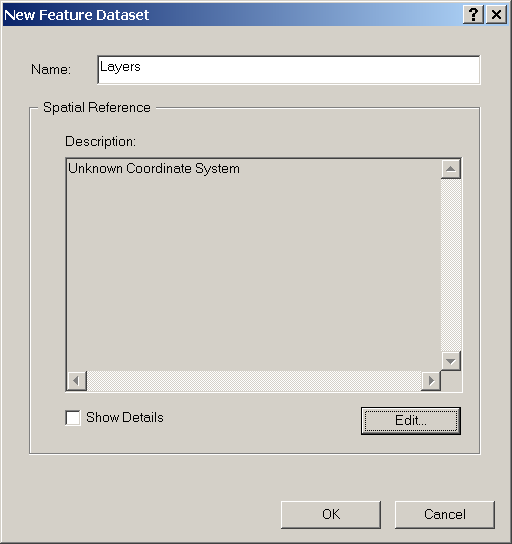 New Feature Dataset
Name: Layers
Spatial Reference
Description:
Unknown Coordinate System
Show Details
Edit...
OK Cancel